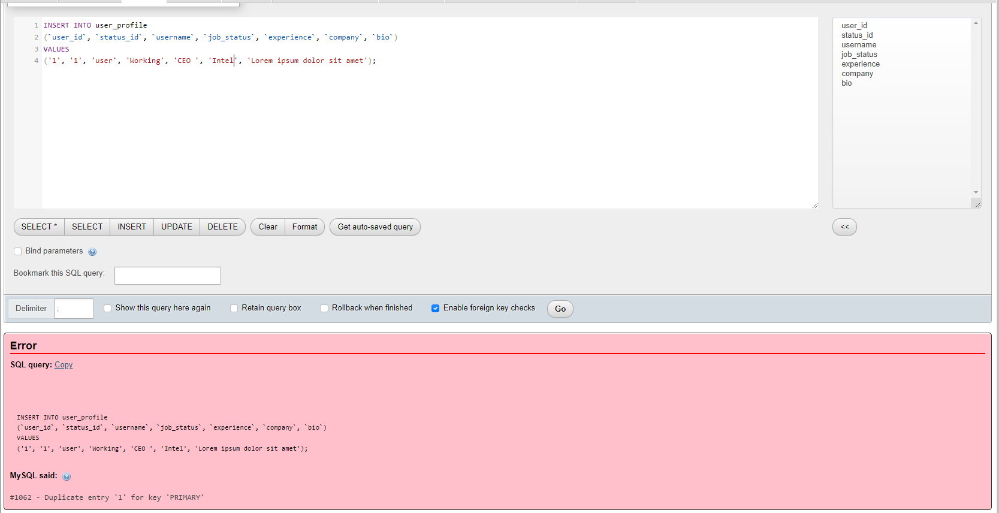 1 INSERT INTO user_profile
2 (`user_id`, `status_id`, `username`, `job_status`, `experience`, `company`, `bio`)
3 VALUES
4 ('1', '1', 'user', 'Working', 'CEO ', 'Intel', 'Lorem ipsum dolor sit amet');
user_id
status_id
username
job_status
experience
company
bio
SELECT * SELECT INSERT UPDATE DELETE Clear Format Get auto-saved query <<
Bind parameters
Bookmark this SQL query:
Delimiter ; Show this query here again Retain query box Rollback when finished Enable foreign key checks Go
Error
SQL query: Copy
INSERT INTO user_profile
(`user_id`, `status_id`, `username`, `job_status`, `experience`, `company`, `bio`)
VALUES
('1', '1', 'user', 'Working', 'CEO ', 'Intel', 'Lorem ipsum dolor sit amet');
MySQL said:
#1062 - Duplicate entry '1' for key 'PRIMARY'